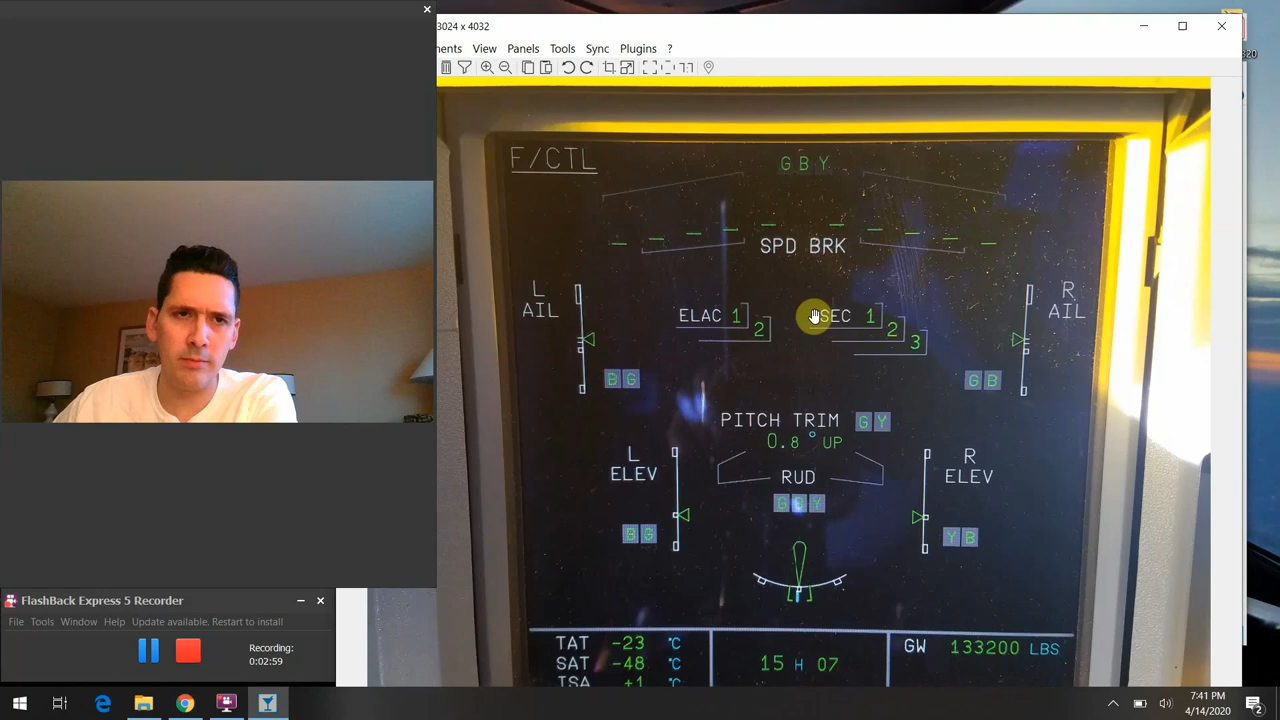 3024 x 4032
ments View Panels Tools Sync Plugins ?
F/CTL
G B Y
SPD BRK
L AIL
R AIL
ELAC 1 2
SEC 1 2 3
B G
G B
PITCH TRIM G Y
0.8 ° UP
L ELEV
R ELEV
RUD
G B Y
B G
Y B
TAT -23 °C
SAT -48 °C
ISA +1 °C
15 H 07
GW 133200 LBS
FlashBack Express 5 Recorder
File Tools Window Help Update available. Restart to install
Recording:
0:02:59
7:41 PM
4/14/2020
2